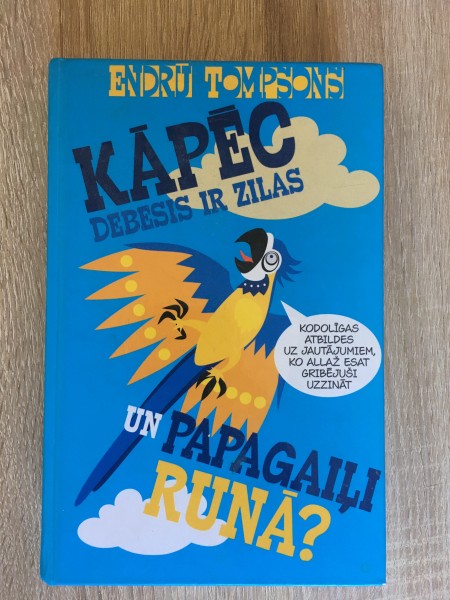 ENDRŪ TOMPSONS
KĀPĒC
DEBESIS IR ZILAS
KODOLĪGAS
ATBILDES
UZ JAUTĀJUMIEM,
KO ALLAŽ ESAT
GRIBĒJUŠI
UZZINĀT
UN PAPAGAIĻI
RUNĀ?